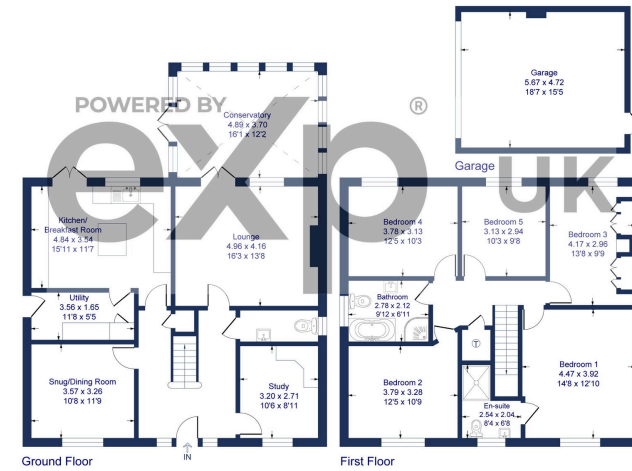 POWERED BY
exp
®
UK
Conservatory
4.89 x 3.70
16'1 x 12'2
Kitchen/
Breakfast Room
4.84 x 3.54
15'11 x 11'7
Lounge
4.96 x 4.16
16'3 x 13'8
Utility
3.56 x 1.65
11'8 x 5'5
Snug/Dining Room
3.57 x 3.26
10'8 x 11'9
Study
3.20 x 2.71
10'6 x 8'11
IN
Ground Floor
Garage
5.67 x 4.72
18'7 x 15'5
Garage
Bedroom 4
3.78 x 3.13
12'5 x 10'3
Bedroom 5
3.13 x 2.94
10'3 x 9'8
Bedroom 3
4.17 x 2.96
13'8 x 9'9
Bathroom
2.78 x 2.12
9'12 x 6'11
T
Bedroom 2
3.79 x 3.28
12'5 x 10'9
En-suite
2.54 x 2.04
8'4 x 6'8
Bedroom 1
4.47 x 3.92
14'8 x 12'10
First Floor